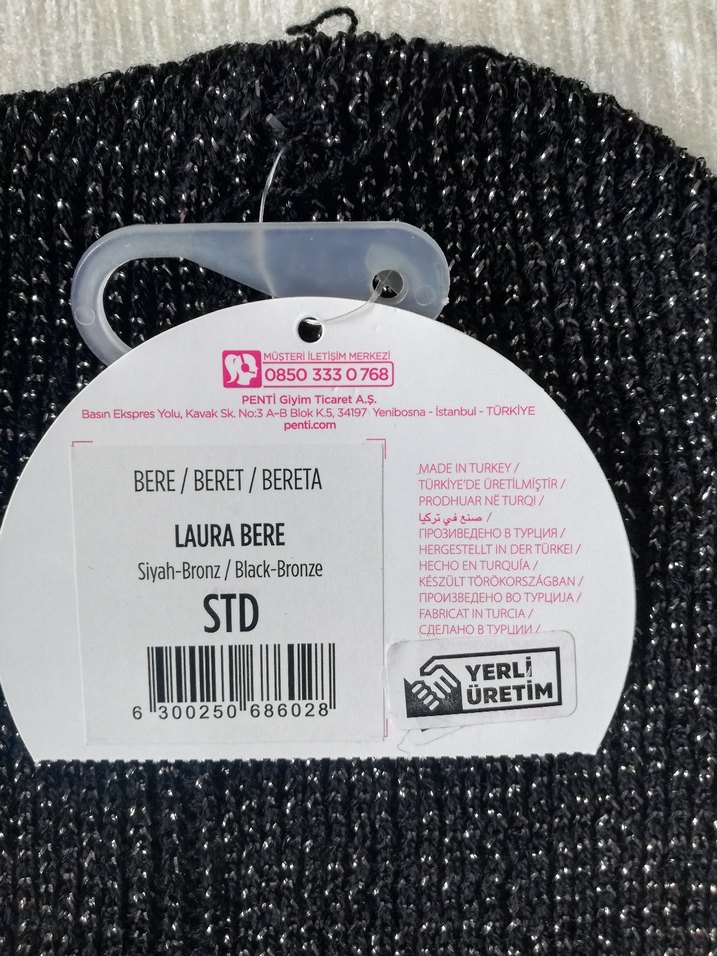 MÜŞTERİ İLETİŞİM MERKEZİ
0850 333 0 768
PENTİ Giyim Ticaret A.Ş.
Basın Ekspres Yolu, Kavak Sk. No:3 A-B Blok K.5, 34197 Yenibosna - İstanbul - TÜRKİYE
penti.com
BERE / BERET / BERETA
LAURA BERE
Siyah-Bronz / Black-Bronze
STD
6 300250 686028
MADE IN TURKEY /
TÜRKİYE'DE ÜRETİLMİŞTİR /
PRODHUAR NË TURQI /
صنع في تركيا /
ПРОЗИВЕДЕНО В ТУРЦИЯ /
HERGESTELLT IN DER TÜRKEI /
HECHO EN TURQUÍA /
KÉSZÜLT TÖRÖKORSZÁGBAN /
ПРОИЗВЕДЕНО ВО ТУРЦИЈА /
FABRICAT IN TURCIA /
СДЕЛАНО В ТУРЦИИ /
YERLİ
ÜRETİM